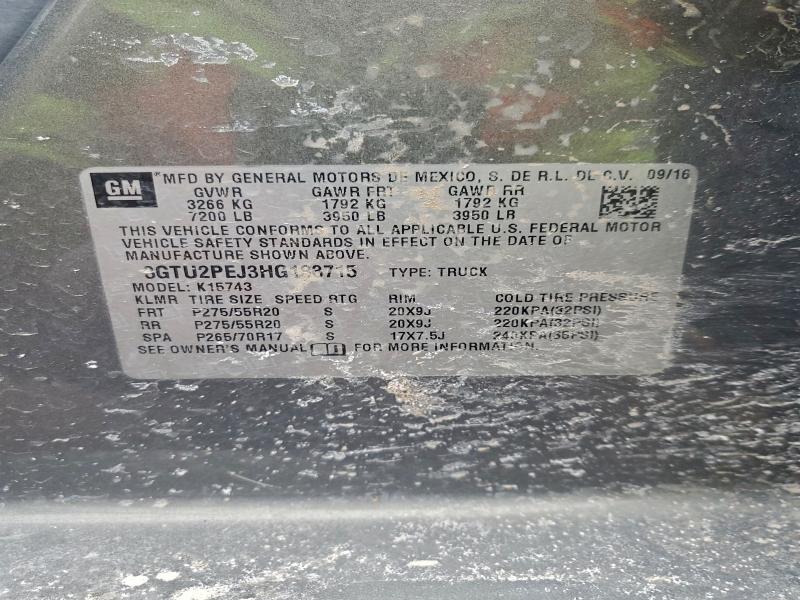 GM ® MFD BY GENERAL MOTORS DE MEXICO, S. DE R.L. DE C.V. 09/16
GVWR GAWR FRT GAWR RR
3266 KG 1792 KG 1792 KG
7200 LB 3950 LB 3950 LB
THIS VEHICLE CONFORMS TO ALL APPLICABLE U.S. FEDERAL MOTOR
VEHICLE SAFETY STANDARDS IN EFFECT ON THE DATE OF
MANUFACTURE SHOWN ABOVE.
TYPE: TRUCK
MODEL: K15743
KLMR TIRE SIZE SPEED RTG RIM COLD TIRE PRESSURE
FRT P275/55R20 S 20X9J 220KPA(32PSI)
RR P275/55R20 S 20X9J 220KPA(32PSI)
SPA P265/70R17 S 17X7.5J
SEE OWNER'S MANUAL FOR MORE INFORMATION.